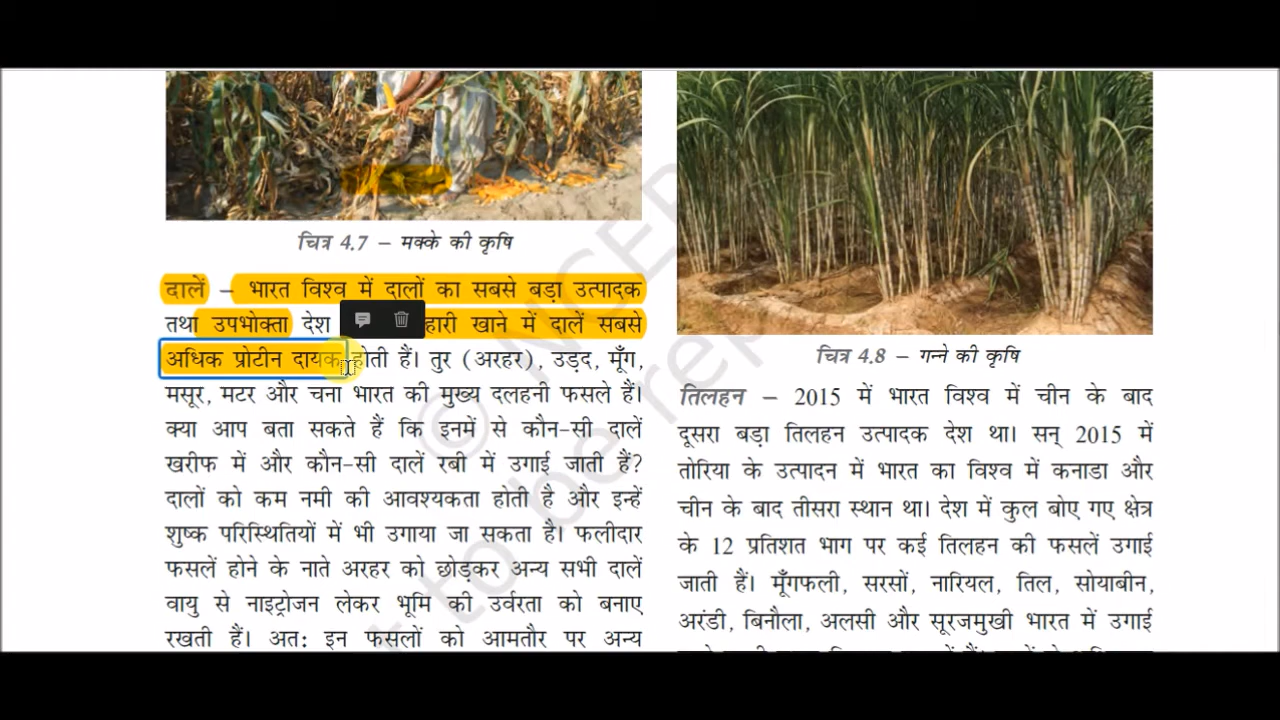 चित्र 4.7 – मक्के की कृषि
दालें – भारत विश्व में दालों का सबसे बड़ा उत्पादक
तथा उपभोक्ता देश हारी खाने में दालें सबसे
अधिक प्रोटीन दायक होती हैं। तुर (अरहर), उड़द, मूँग,
मसूर, मटर और चना भारत की मुख्य दलहनी फसले हैं।
क्या आप बता सकते हैं कि इनमें से कौन-सी दालें
खरीफ में और कौन-सी दालें रबी में उगाई जाती हैं?
दालों को कम नमी की आवश्यकता होती है और इन्हें
शुष्क परिस्थितियों में भी उगाया जा सकता है। फलीदार
फसलें होने के नाते अरहर को छोड़कर अन्य सभी दालें
वायु से नाइट्रोजन लेकर भूमि की उर्वरता को बनाए
रखती हैं। अतः इन फसलों को आमतौर पर अन्य
चित्र 4.8 – गन्ने की कृषि
तिलहन – 2015 में भारत विश्व में चीन के बाद
दूसरा बड़ा तिलहन उत्पादक देश था। सन् 2015 में
तोरिया के उत्पादन में भारत का विश्व में कनाडा और
चीन के बाद तीसरा स्थान था। देश में कुल बोए गए क्षेत्र
के 12 प्रतिशत भाग पर कई तिलहन की फसलें उगाई
जाती हैं। मूँगफली, सरसों, नारियल, तिल, सोयाबीन,
अरंडी, बिनौला, अलसी और सूरजमुखी भारत में उगाई
© NCER
t to be rep